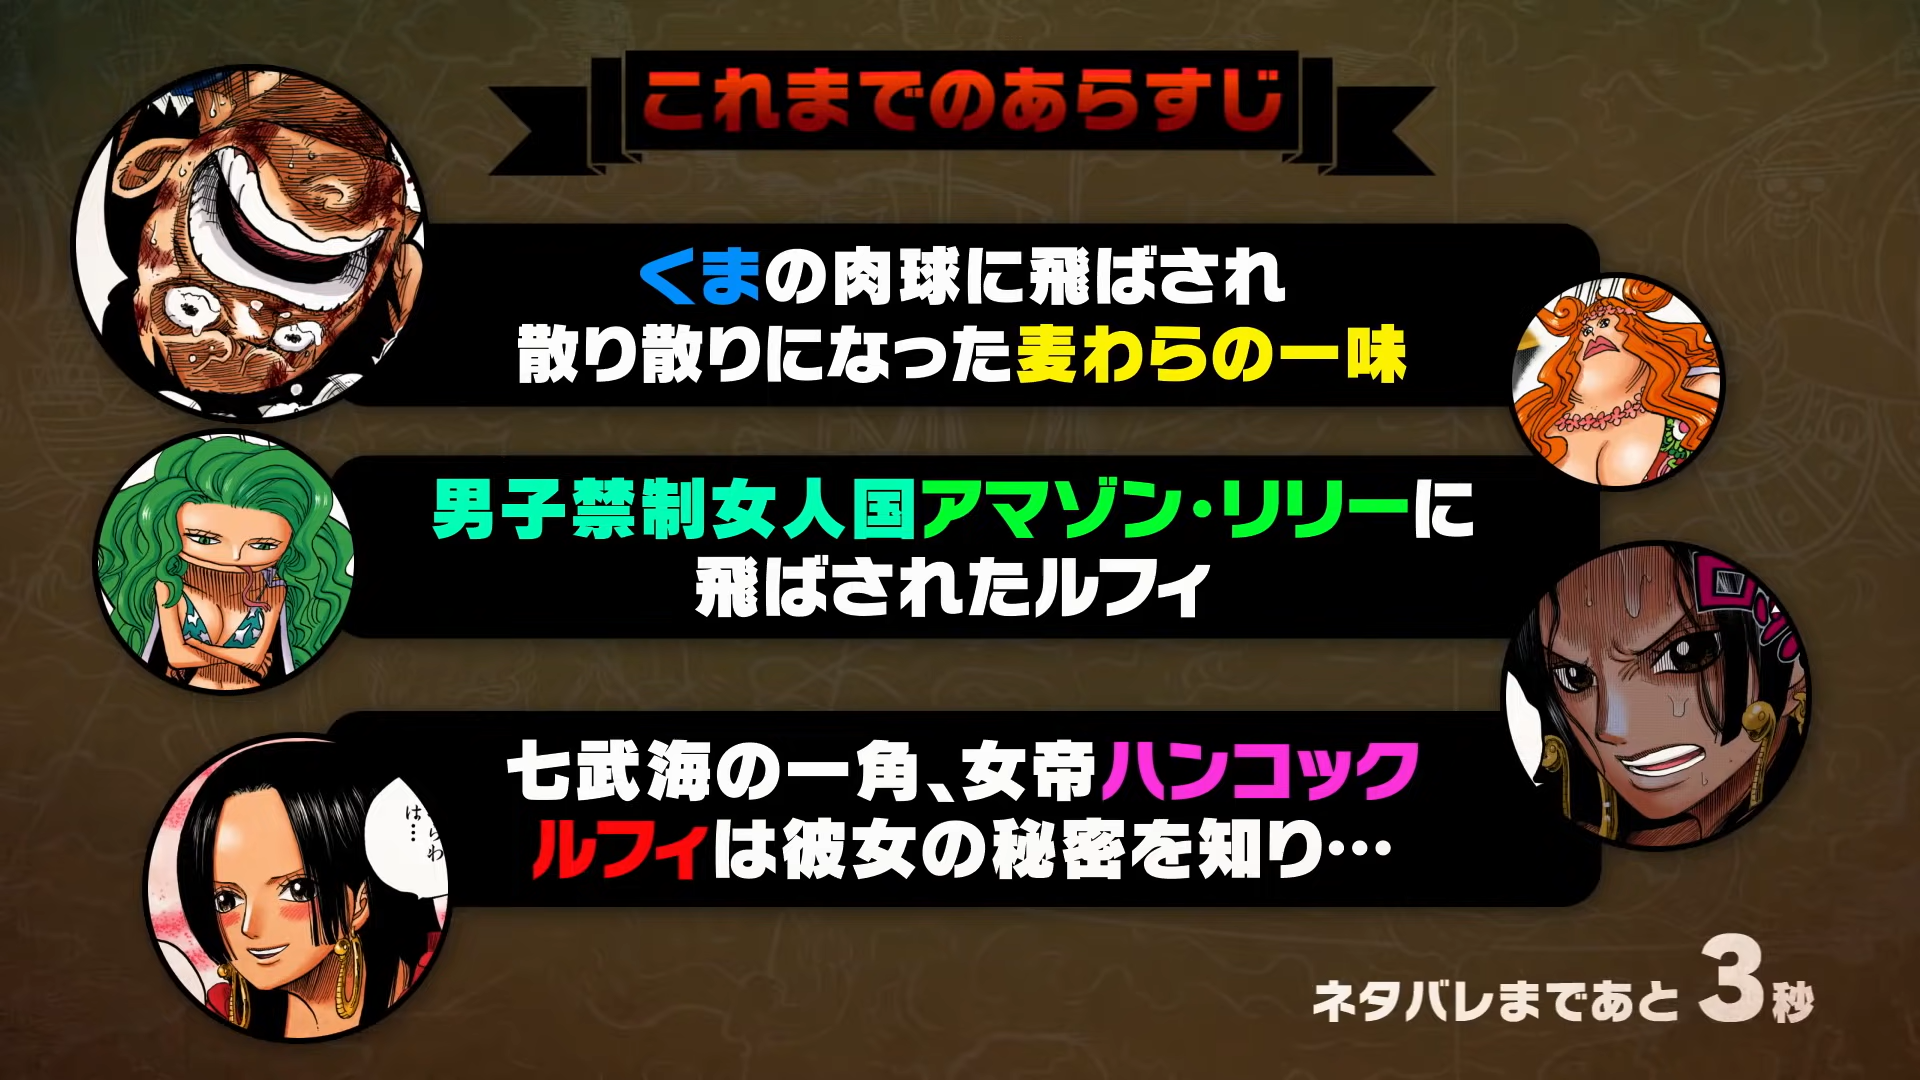 これまでのあらすじ
くまの肉球に飛ばされ
散り散りになった麦わらの一味
男子禁制女人国アマゾン・リリーに
飛ばされたルフィ
七武海の一角、女帝ハンコック
ルフィは彼女の秘密を知り…
ネタバレまであと3秒